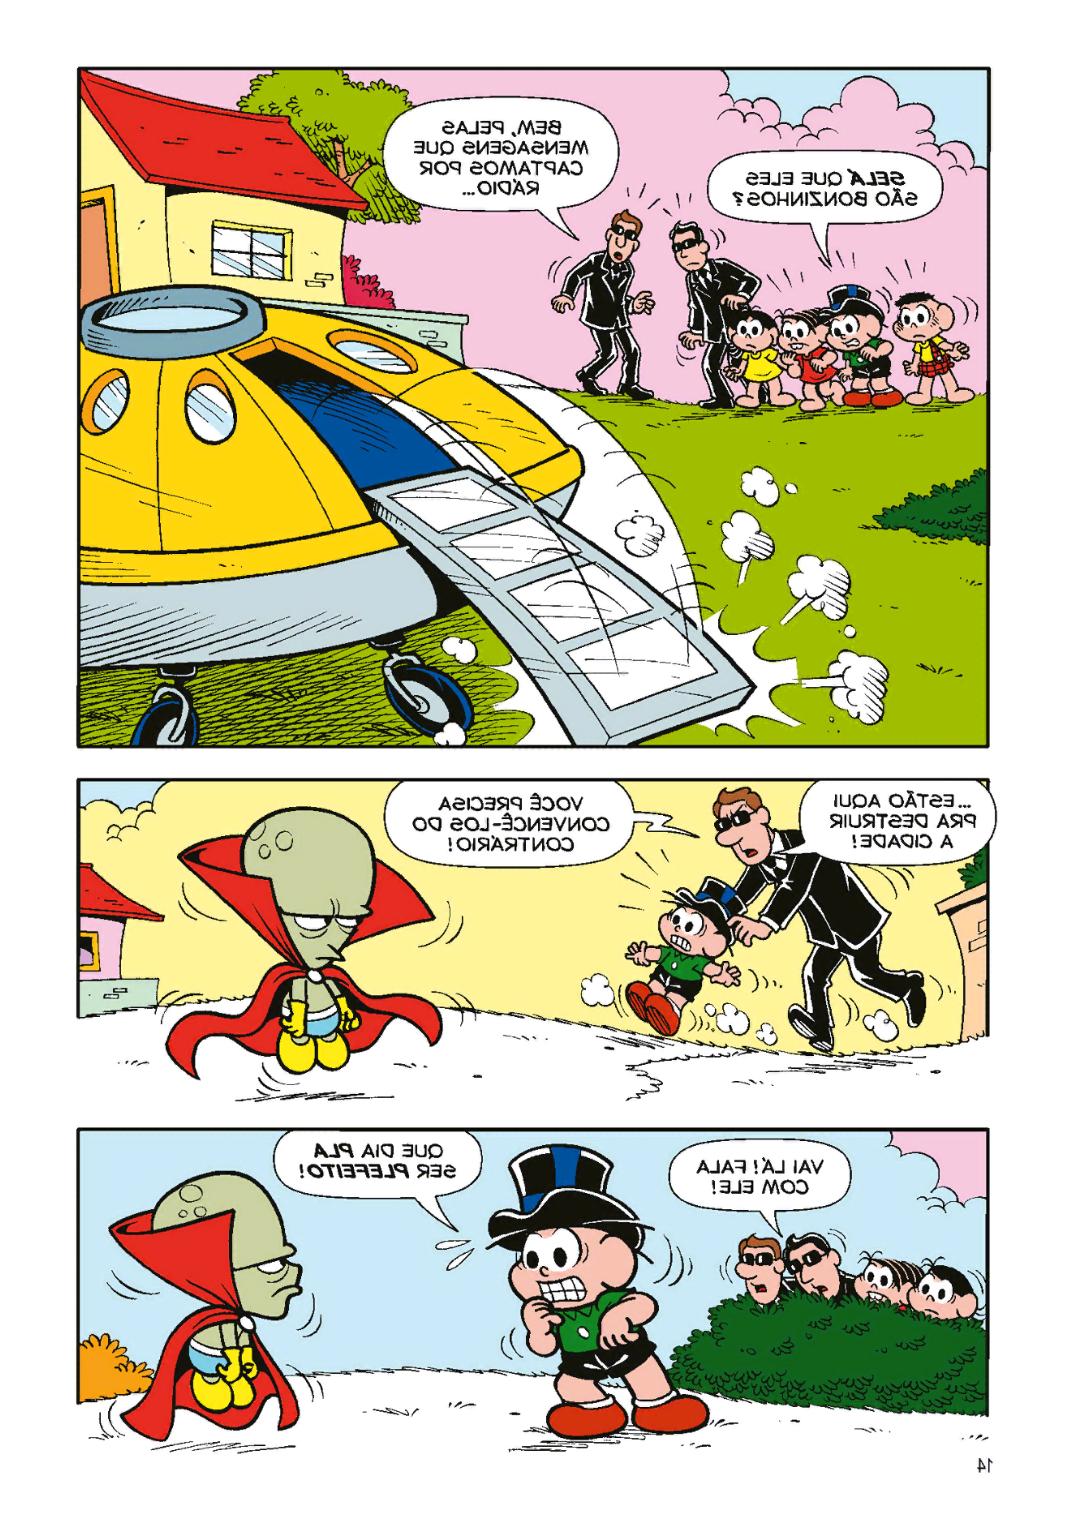 SELÁ QUE ELES
SÃO BONZINHOS?
BEM, PELAS
MENSAGENS QUE
CAPTAMOS POR
RÁDIO...
...ESTÃO AQUI
PRA DESTRUIR
A CIDADE!
VOCÊ PRECISA
CONVENCÊ-LOS DO
CONTRÁRIO!
VAI LÁ! FALA
COM ELE!
QUE DIA PLA
SER PLEFEITO!
14